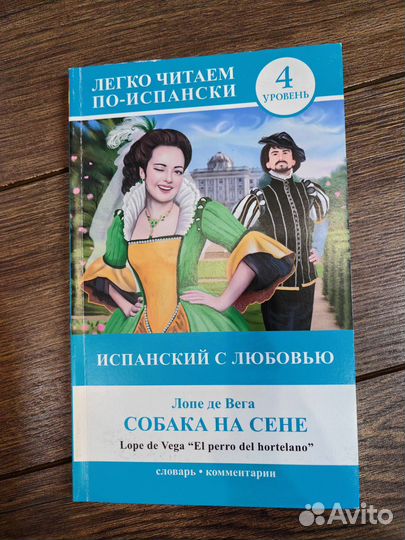 ЛЕГКО ЧИТАЕМ
ПО-ИСПАНСКИ
4
УРОВЕНЬ
ИСПАНСКИЙ С ЛЮБОВЬЮ
Лопе де Вега
СОБАКА НА СЕНЕ
Lope de Vega “El perro del hortelano”
словарь • комментарии
Avito